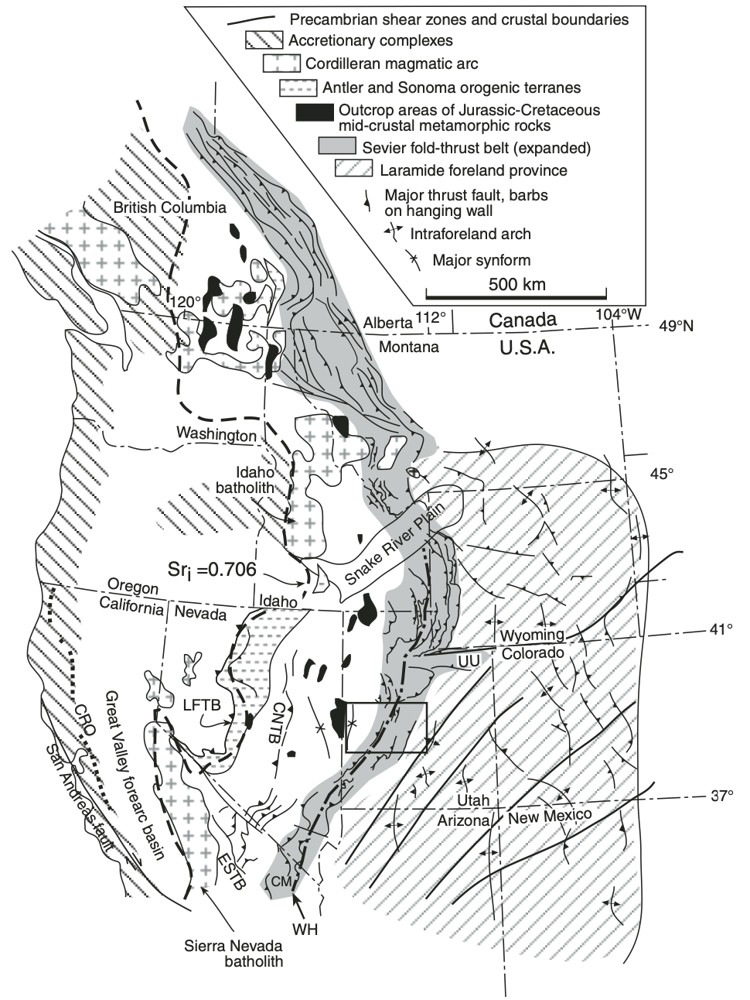 Precambrian shear zones and crustal boundaries
Accretionary complexes
Cordilleran magmatic arc
Antler and Sonoma orogenic terranes
Outcrop areas of Jurassic-Cretaceous
mid-crustal metamorphic rocks
Sevier fold-thrust belt (expanded)
Laramide foreland province
Major thrust fault, barbs
on hanging wall
Intraforeland arch
Major synform
500 km
British Columbia
120°
Alberta
112°
Canada
104°W
49°N
Montana
U.S.A.
Washington
Idaho
batholith
45°
Snake River Plain
Sri =0.706
Oregon
California
Nevada
Idaho
Wyoming
Colorado
41°
UU
LFTB
CNTB
CRO
Great Valley forearc basin
San Andreas fault
Utah
Arizona
New Mexico
37°
ESTB
CM
WH
Sierra Nevada
batholith